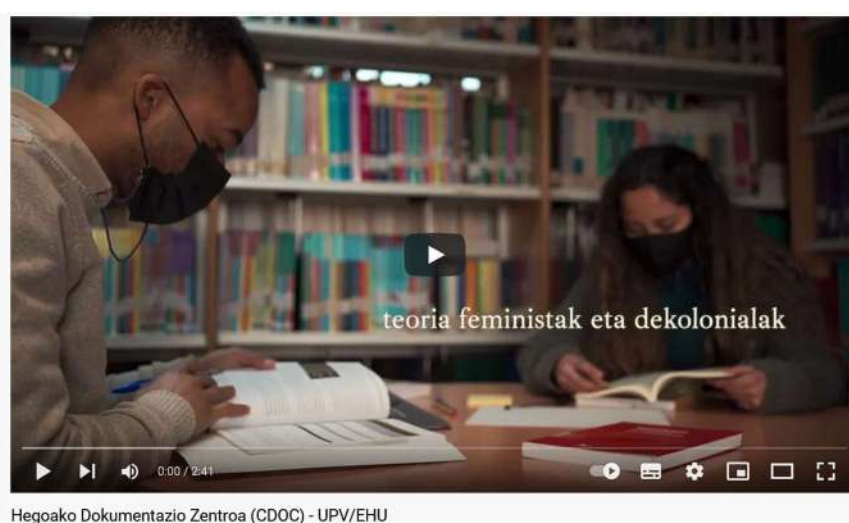 teoria feministak eta dekolonialak
0:00 / 2:41
Hegoako Dokumentazio Zentroa (CDOC) - UPV/EHU